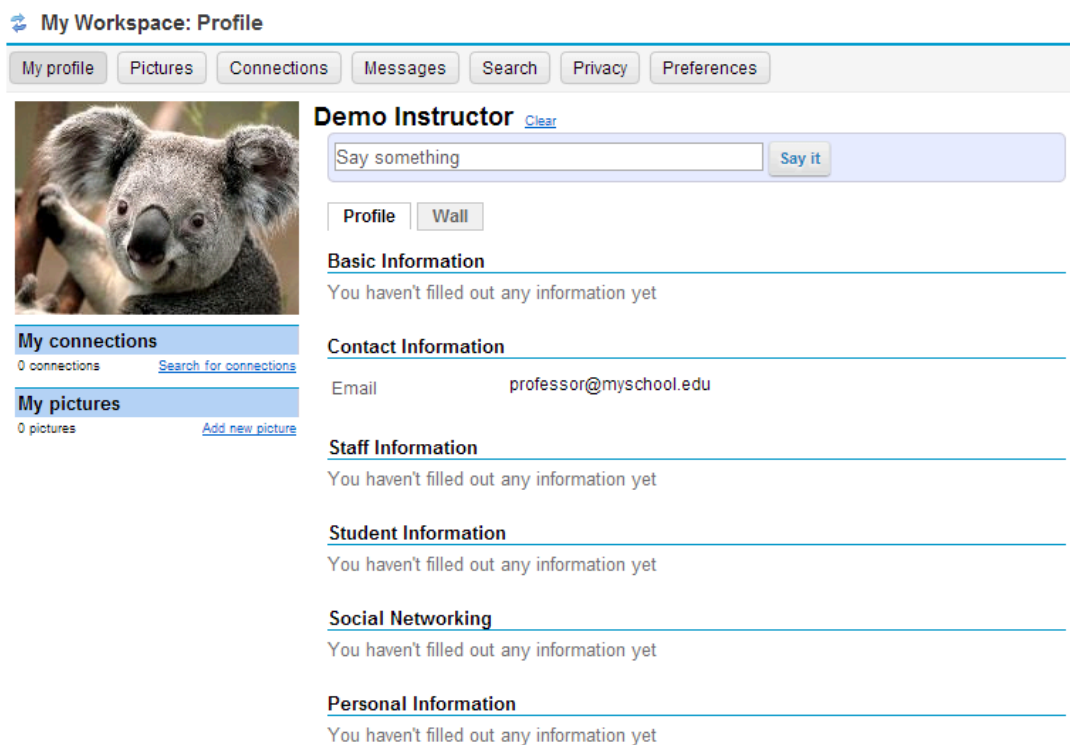 My Workspace: Profile
My profile Pictures Connections Messages Search Privacy Preferences
Demo Instructor Clear
Say something Say it
Profile Wall
Basic Information
You haven't filled out any information yet
My connections
0 connections Search for connections
My pictures
0 pictures Add new picture
Contact Information
Email professor@myschool.edu
Staff Information
You haven't filled out any information yet
Student Information
You haven't filled out any information yet
Social Networking
You haven't filled out any information yet
Personal Information
You haven't filled out any information yet